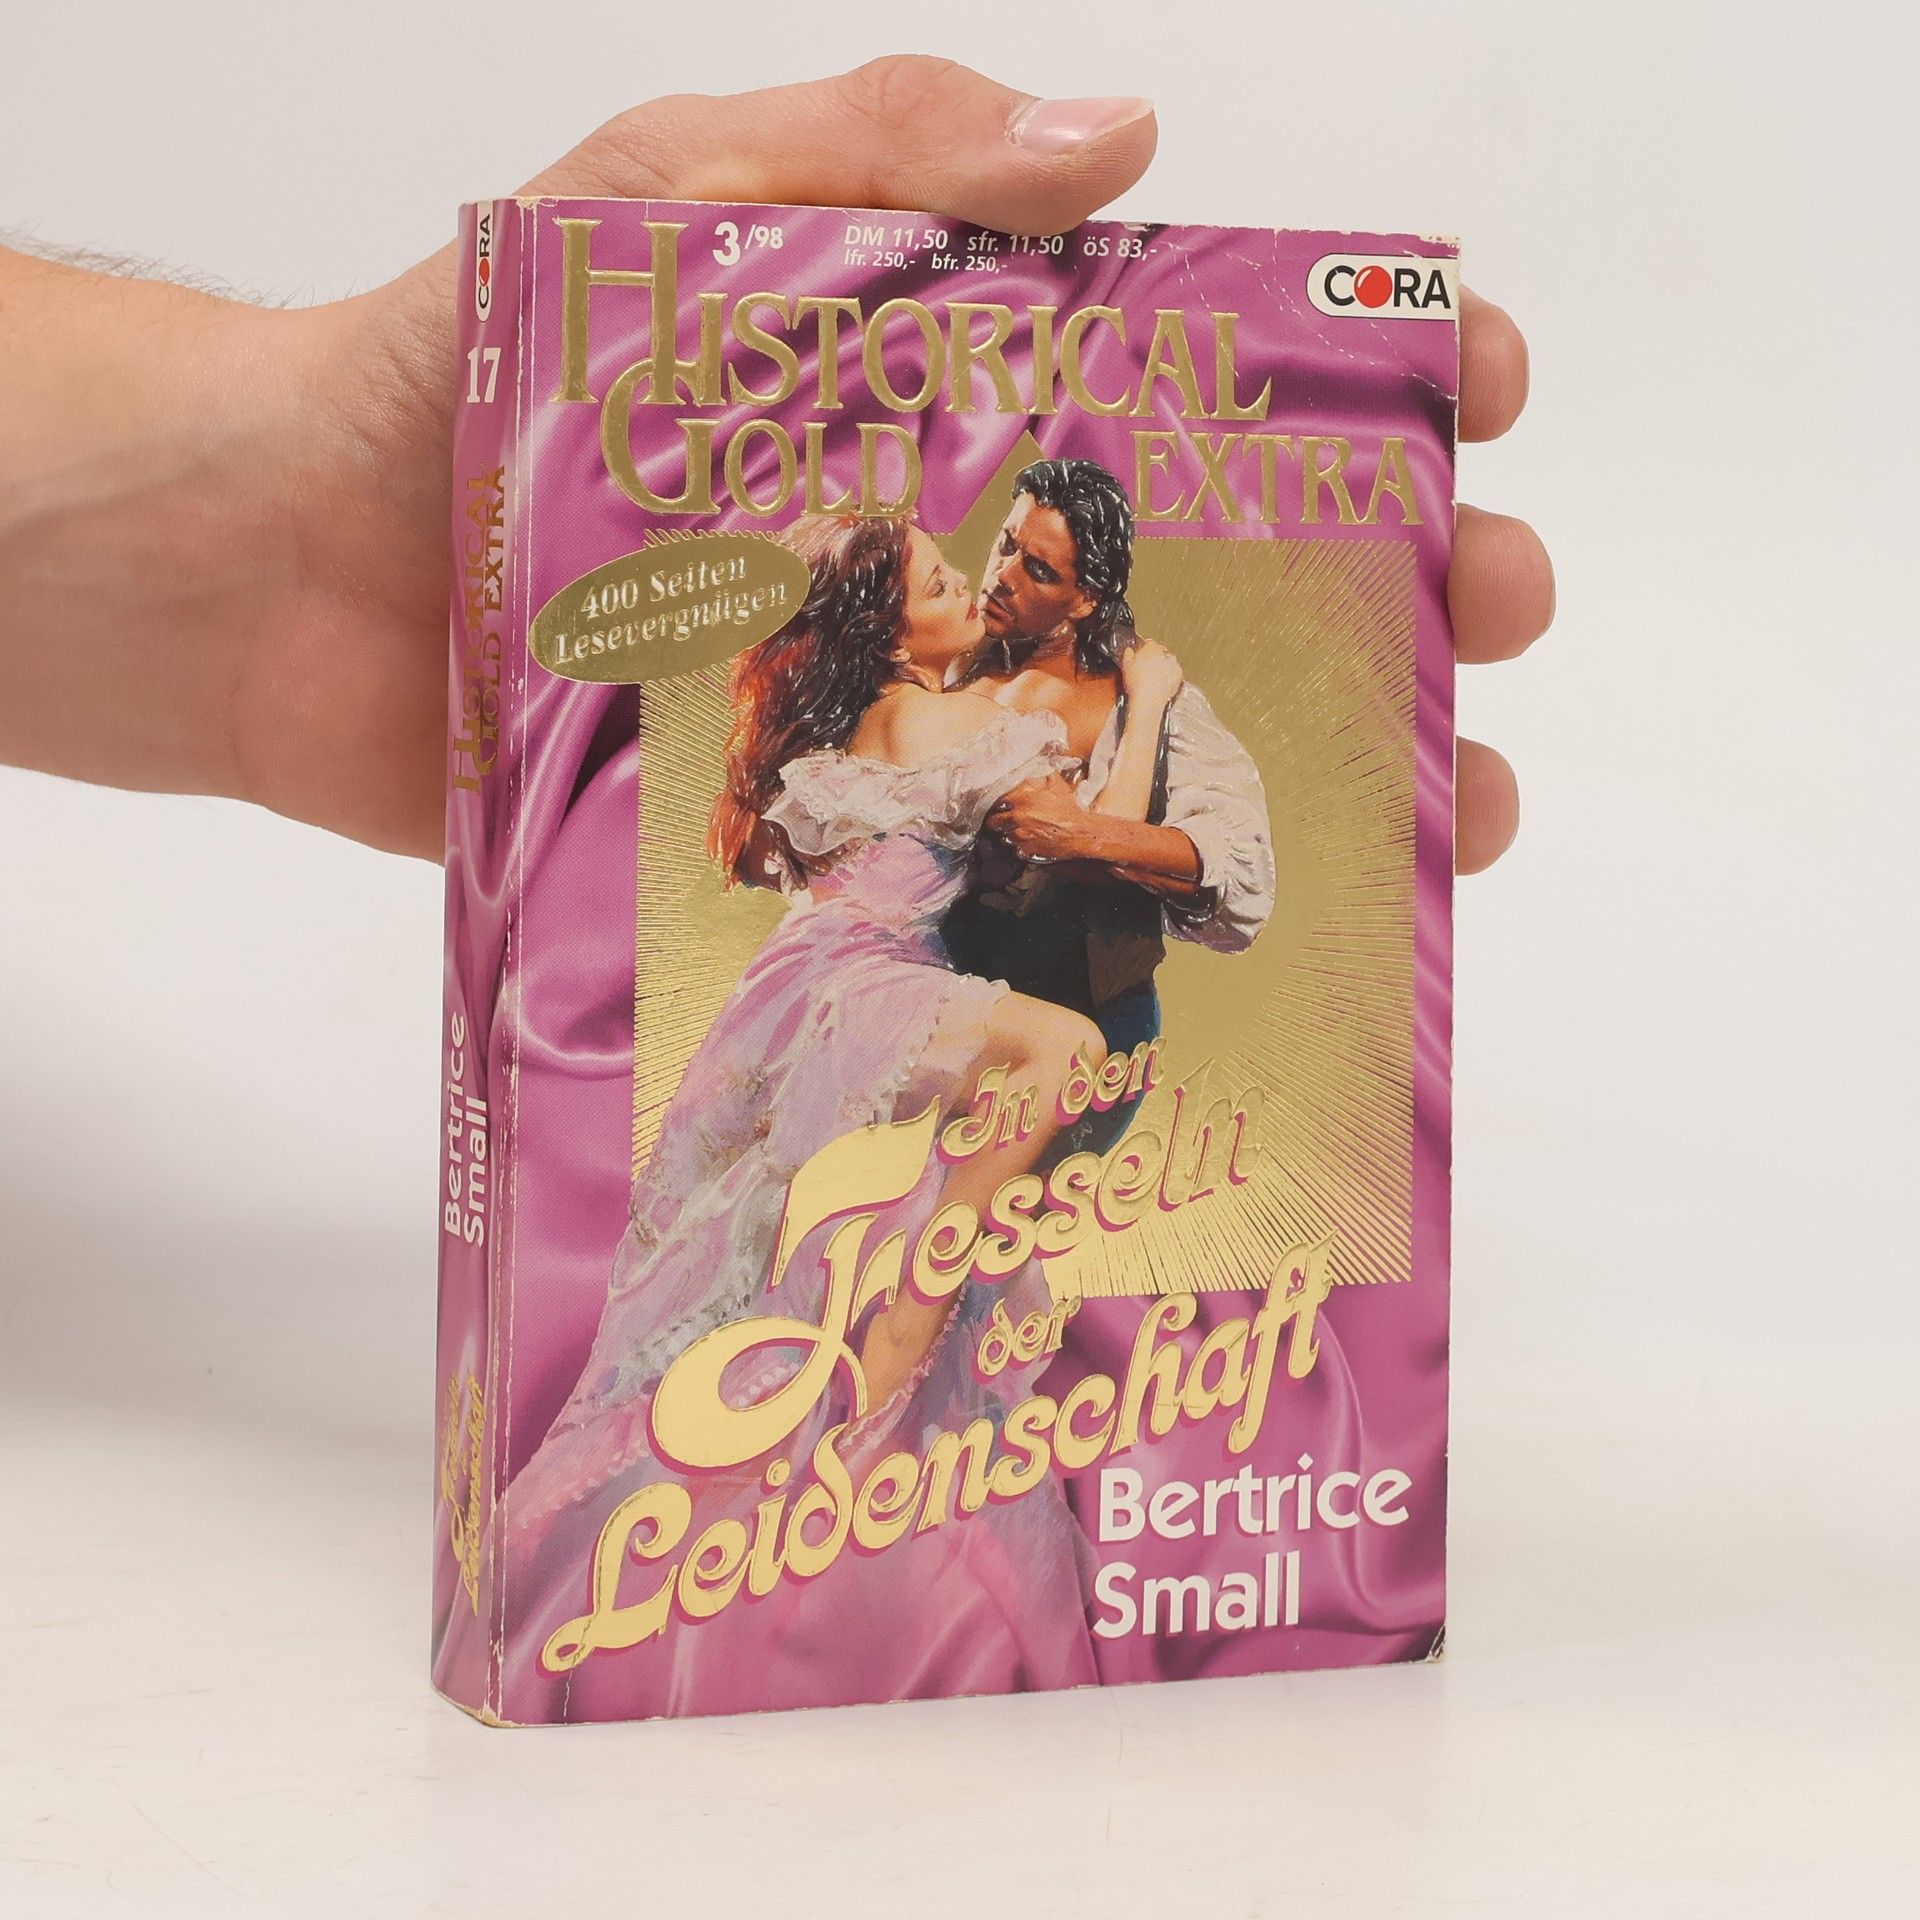 CORA
17
HISTORICAL
GOLD EXTRA
Bertrice
Small
3/98
DM 11,50 sfr. 11,50 öS 83,-
lfr. 250,- bfr. 250,-
CORA
HISTORICAL
GOLD EXTRA
400 Seiten
Lesevergnügen
In den
Fesseln
der
Leidenschaft
Bertrice
Small